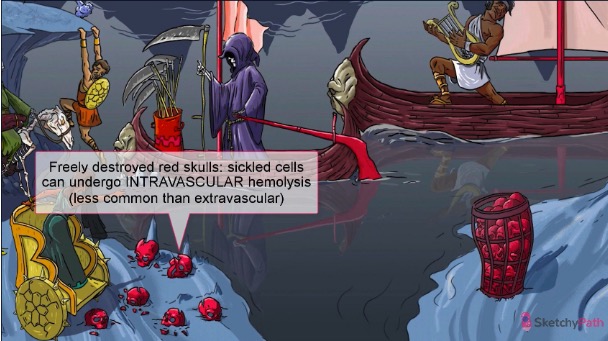 Freely destroyed red skulls: sickled cells
can undergo INTRAVASCULAR hemolysis
(less common than extravascular)
SketchyPath